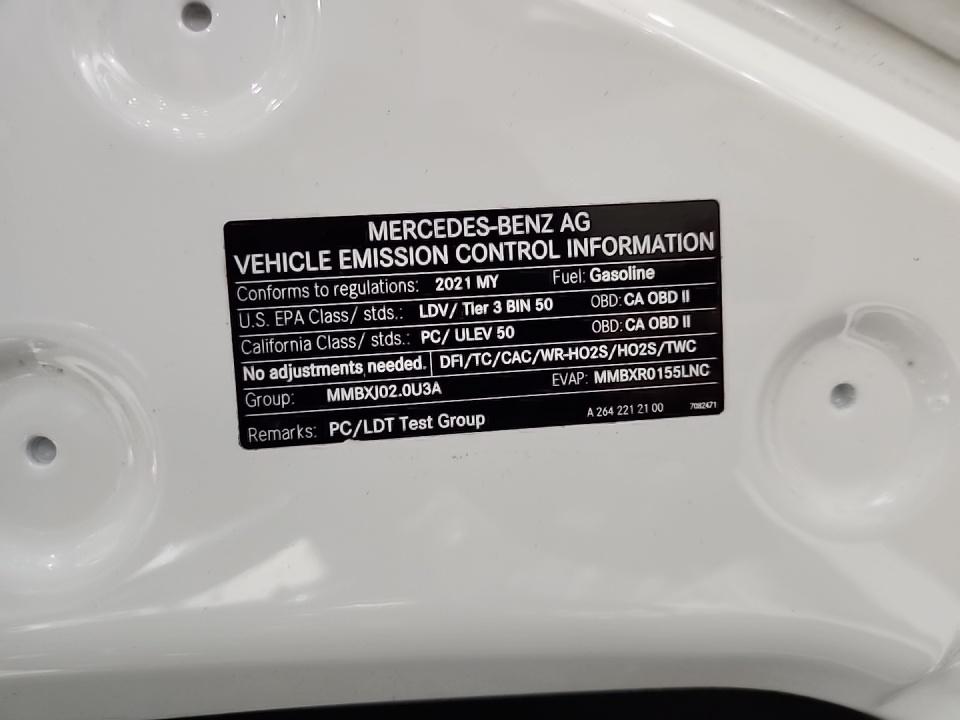 MERCEDES-BENZ AG
VEHICLE EMISSION CONTROL INFORMATION
Conforms to regulations: 2021 MY Fuel: Gasoline
U.S. EPA Class/ stds.: LDV/ Tier 3 BIN 50 OBD: CA OBD II
California Class/ stds.: PC/ ULEV 50 OBD: CA OBD II
No adjustments needed. DFI/TC/CAC/WR-HO2S/HO2S/TWC
Group: MMBXJ02.0U3A EVAP: MMBXR0155LNC
Remarks: PC/LDT Test Group A 264 221 21 00 7082471